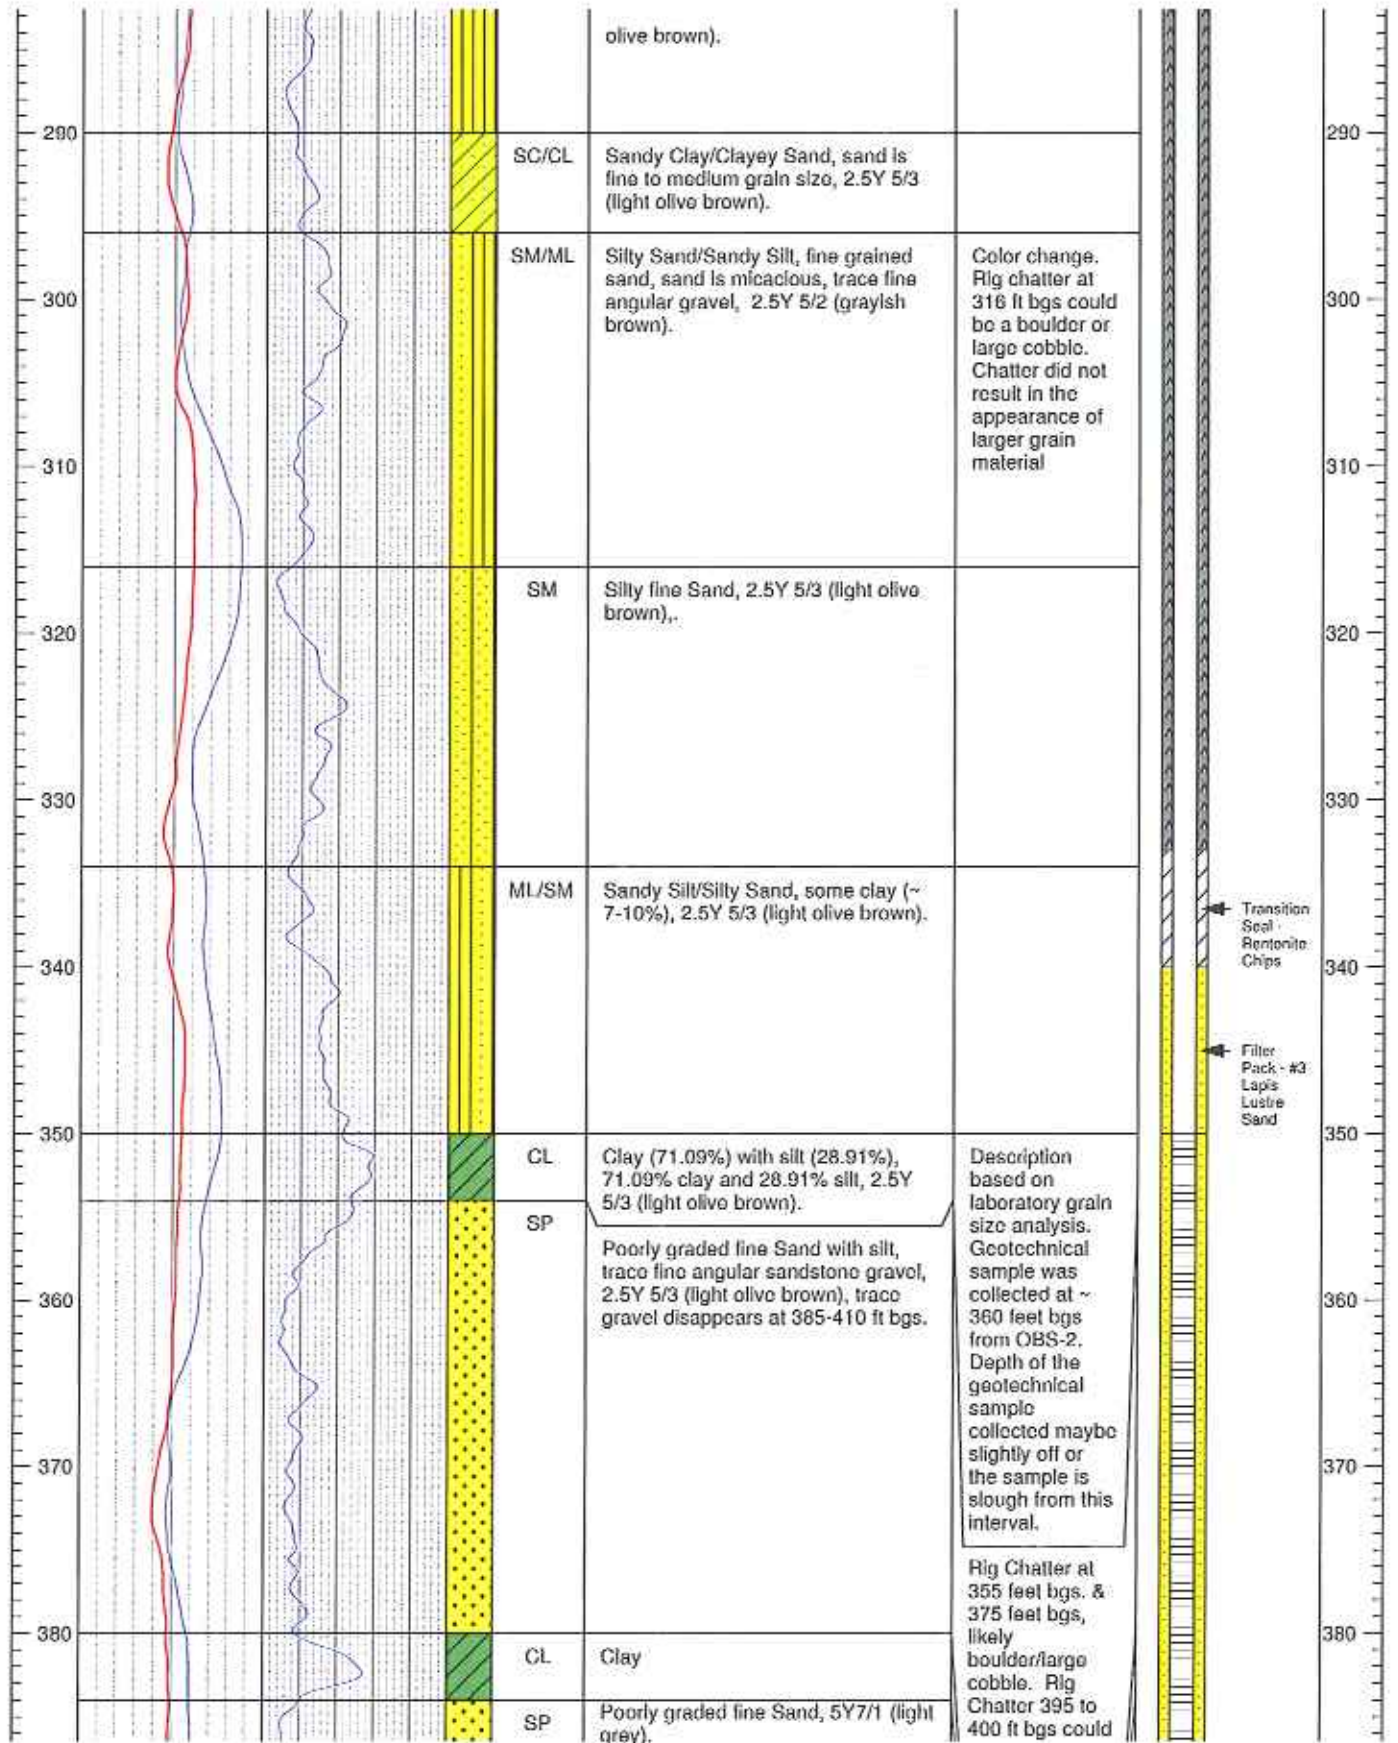 olive brown).
290
SC/CL
Sandy Clay/Clayey Sand, sand is
fine to medium grain size, 2.5Y 5/3
(light olive brown).
290
SM/ML
Silty Sand/Sandy Silt, fine grained
sand, sand is micacious, trace fine
angular gravel, 2.5Y 5/2 (grayish
brown).
Color change.
Rig chatter at
316 ft bgs could
be a boulder or
large cobble.
Chatter did not
result in the
appearance of
larger grain
material
300
300
310
310
SM
Silty fine Sand, 2.5Y 5/3 (light olive
brown),.
320
320
330
330
ML/SM
Sandy Silt/Silty Sand, some clay (~
7-10%), 2.5Y 5/3 (light olive brown).
Transition
Seal -
Bentonite
Chips
340
340
Filter
Pack - #3
Lapis
Lustre
Sand
350
350
CL
Clay (71.09%) with silt (28.91%),
71.09% clay and 28.91% silt, 2.5Y
5/3 (light olive brown).
Description
based on
laboratory grain
size analysis.
Geotechnical
sample was
collected at ~
360 feet bgs
from OBS-2.
Depth of the
geotechnical
sample
collected maybe
slightly off or
the sample is
slough from this
interval.
SP
Poorly graded fine Sand with silt,
trace fine angular sandstone gravel,
2.5Y 5/3 (light olive brown), trace
gravel disappears at 385-410 ft bgs.
360
360
370
370
Rig Chatter at
355 feet bgs. &
375 feet bgs,
likely
boulder/large
cobble. Rig
Chatter 395 to
400 ft bgs could
380
380
CL
Clay
SP
Poorly graded fine Sand, 5Y7/1 (light
grey).